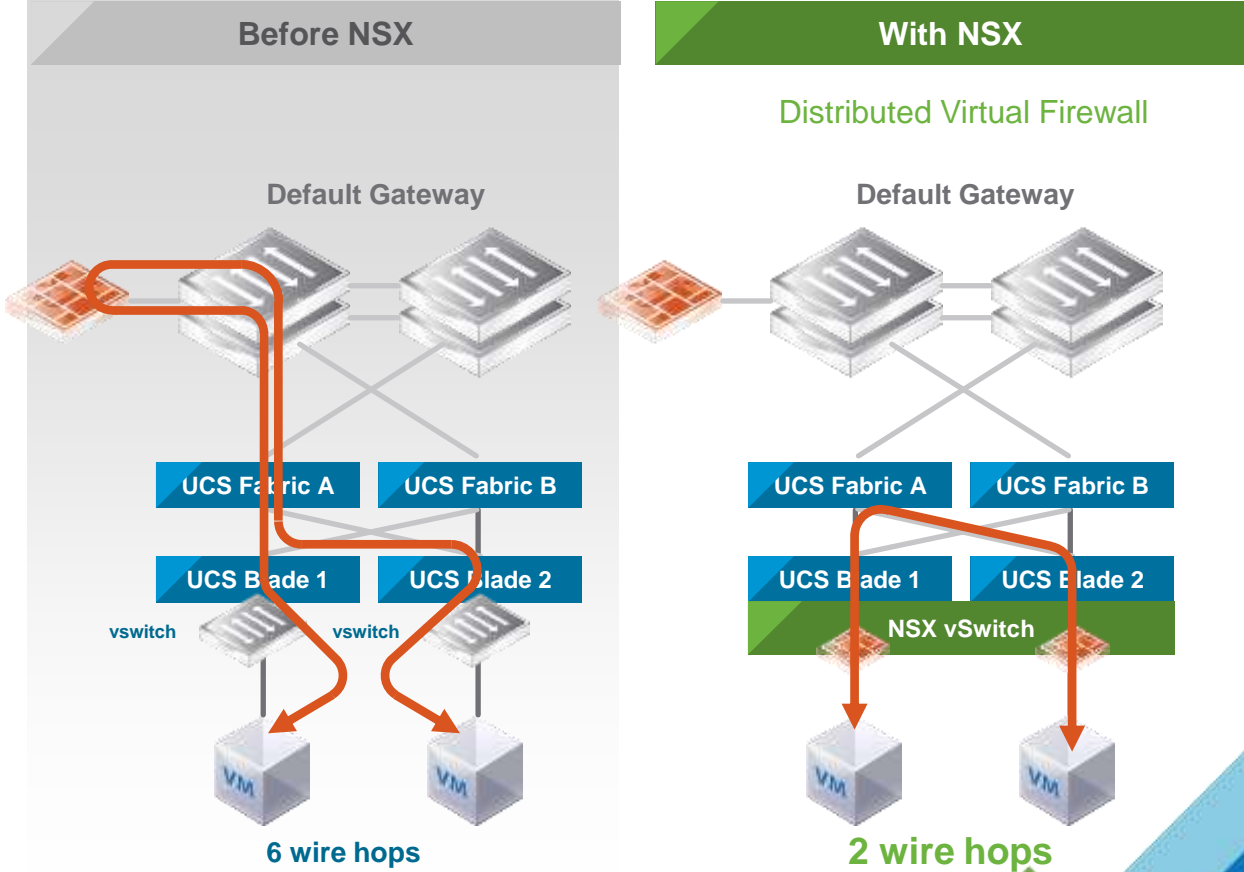 Before NSX
With NSX
Distributed Virtual Firewall
Default Gateway
Default Gateway
UCS Fabric A
UCS Fabric B
UCS Fabric A
UCS Fabric B
UCS Blade 1
UCS Blade 2
UCS Blade 1
UCS Blade 2
vswitch
vswitch
NSX vSwitch
VM
VM
VM
VM
6 wire hops
2 wire hops